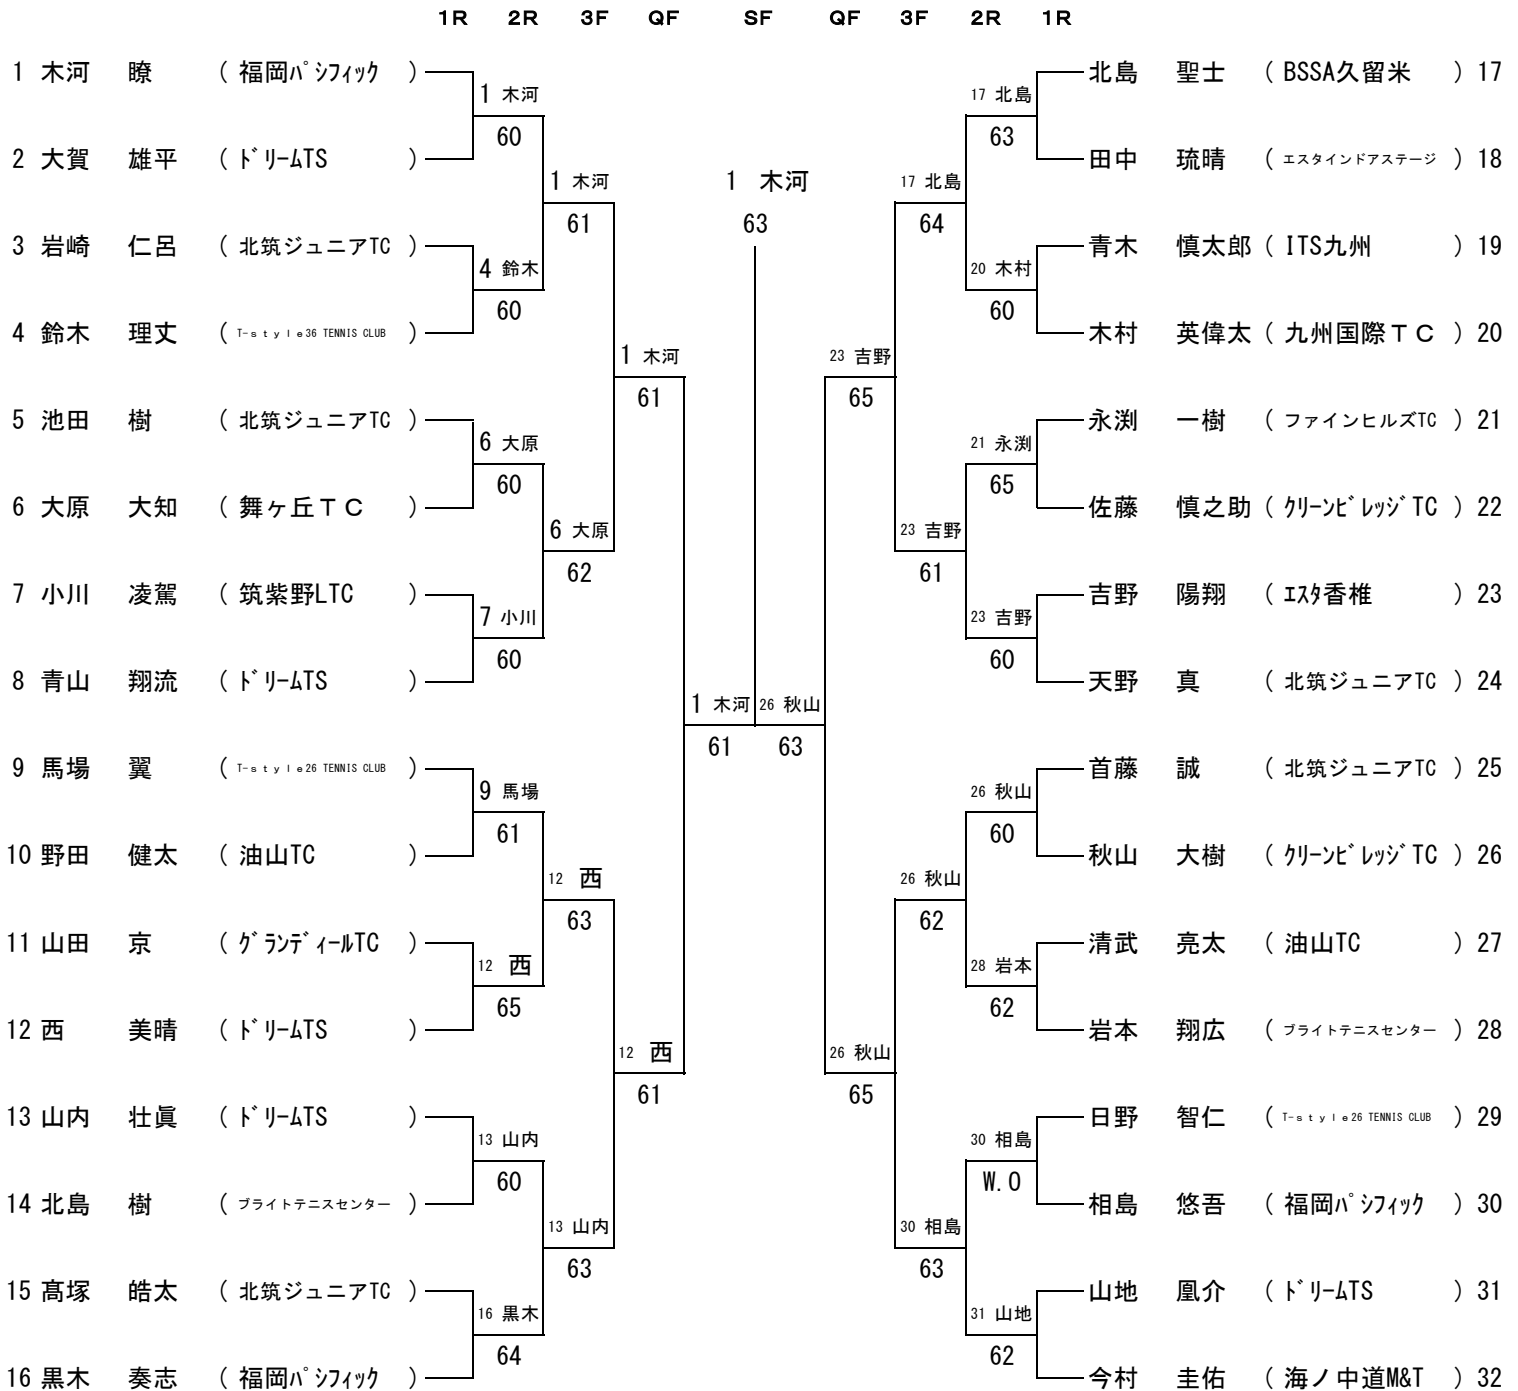 1R 2R 3F QF SF QF 3F 2R 1R
1 木河 瞭 ( 福岡ﾊﾟｼﾌｨｯｸ ) 北島 聖士 ( BSSA久留米 ) 17
1 木河 17 北島
60 63
2 大賀 雄平 ( ﾄﾞﾘｰﾑTS ) 田中 琉晴 ( エスタインドアステージ ) 18
1 木河 1 木河 17 北島
61 63 64
3 岩崎 仁呂 ( 北筑ジュニアTC ) 青木 慎太郎 ( ITS九州 ) 19
4 鈴木 20 木村
60 60
4 鈴木 理丈 ( T-ｓｔｙｌｅ36 TENNIS CLUB ) 木村 英偉太 ( 九州国際ＴＣ ) 20
1 木河 23 吉野
61 65
5 池田 樹 ( 北筑ジュニアTC ) 永渕 一樹 ( ファインヒルズTC ) 21
6 大原 21 永渕
60 65
6 大原 大知 ( 舞ヶ丘ＴＣ ) 佐藤 慎之助 ( ｸﾘｰﾝﾋﾞﾚｯｼﾞTC ) 22
6 大原 23 吉野
62 61
7 小川 凌駕 ( 筑紫野LTC ) 吉野 陽翔 ( ｴｽﾀ香椎 ) 23
7 小川 23 吉野
60 60
8 青山 翔流 ( ﾄﾞﾘｰﾑTS ) 天野 真 ( 北筑ジュニアTC ) 24
1 木河 26 秋山
61 63
9 馬場 翼 ( T-ｓｔｙｌｅ26 TENNIS CLUB ) 首藤 誠 ( 北筑ジュニアTC ) 25
9 馬場 26 秋山
61 60
10 野田 健太 ( 油山TC ) 秋山 大樹 ( ｸﾘｰﾝﾋﾞﾚｯｼﾞTC ) 26
12 西 26 秋山
63 62
11 山田 京 ( ｸﾞﾗﾝﾃﾞｨｰﾙTC ) 清武 亮太 ( 油山TC ) 27
12 西 28 岩本
65 62
12 西 美晴 ( ﾄﾞﾘｰﾑTS ) 岩本 翔広 ( ブライトテニスセンター ) 28
12 西 26 秋山
61 65
13 山内 壮眞 ( ﾄﾞﾘｰﾑTS ) 日野 智仁 ( T-ｓｔｙｌｅ26 TENNIS CLUB ) 29
13 山内 30 相島
60 W.O
14 北島 樹 ( ブライトテニスセンター ) 相島 悠吾 ( 福岡ﾊﾟｼﾌｨｯｸ ) 30
13 山内 30 相島
63 63
15 髙塚 皓太 ( 北筑ジュニアTC ) 山地 凰介 ( ﾄﾞﾘｰﾑTS ) 31
16 黒木 31 山地
64 62
16 黒木 奏志 ( 福岡ﾊﾟｼﾌｨｯｸ ) 今村 圭佑 ( 海ノ中道M&T ) 32